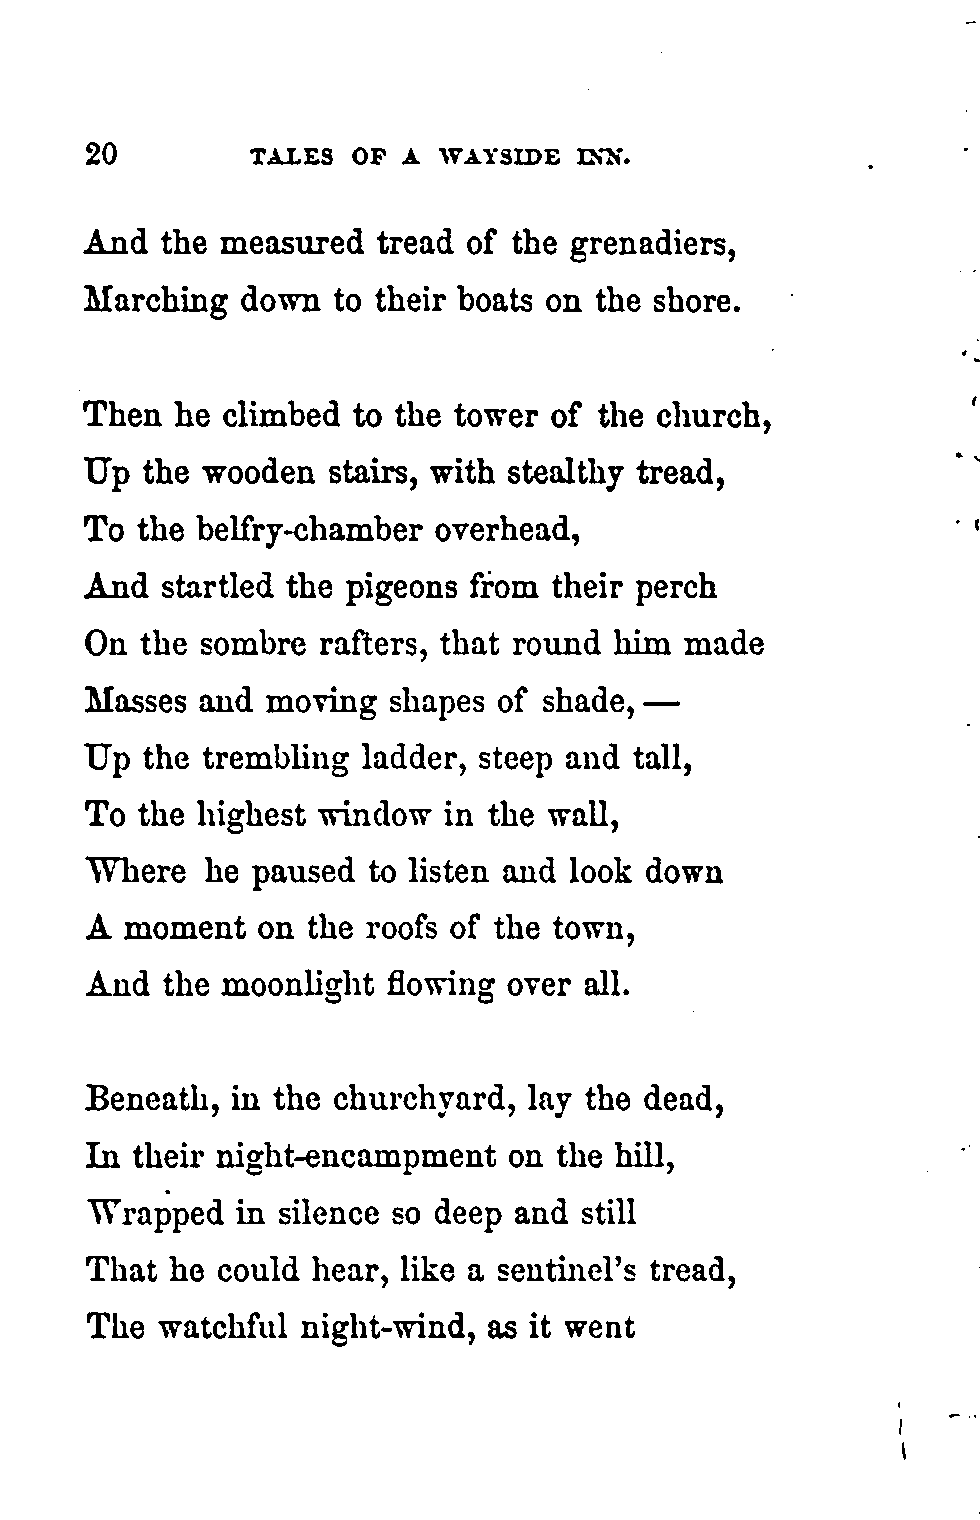 20 TALES OF A WAYSIDE INN.
And the measured tread of the grenadiers,
Marching down to their boats on the shore.
Then he climbed to the tower of the church,
Up the wooden stairs, with stealthy tread,
To the belfry-chamber overhead,
And startled the pigeons from their perch
On the sombre rafters, that round him made
Masses and moving shapes of shade, —
Up the trembling ladder, steep and tall,
To the highest window in the wall,
Where he paused to listen and look down
A moment on the roofs of the town,
And the moonlight flowing over all.
Beneath, in the churchyard, lay the dead,
In their night-encampment on the hill,
Wrapped in silence so deep and still
That he could hear, like a sentinel's tread,
The watchful night-wind, as it went